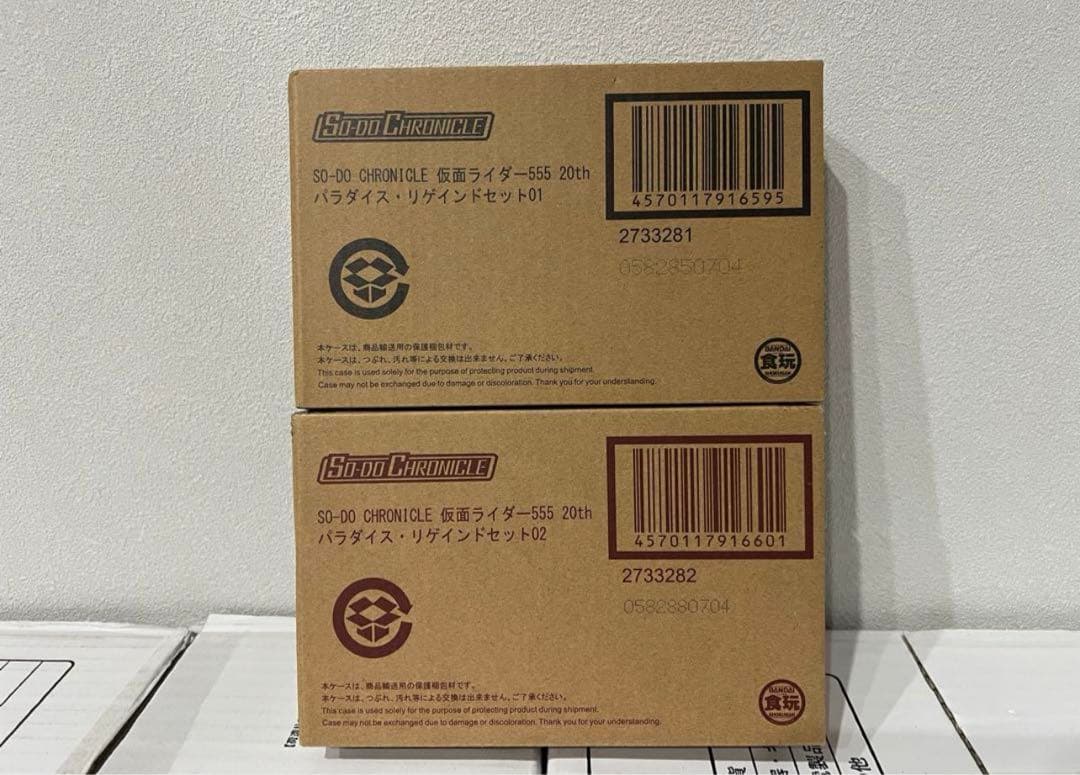 SO-DO CHRONICLE
SO-DO CHRONICLE 仮面ライダー555 20th
パラダイス・リゲインドセット01
4570117916595
2733281
0582850704
本ケースは、商品輸送用の保護梱包材です。
本ケースは、つぶれ、汚れ等による交換は出来ません。ご了承ください。
This case is used solely for the purpose of protecting product during shipment.
Case may not be exchanged due to damage or discoloration. Thank you for your understanding.
BANDAI
食玩
SO-DO CHRONICLE
SO-DO CHRONICLE 仮面ライダー555 20th
パラダイス・リゲインドセット02
4570117916601
2733282
0582880704
本ケースは、商品輸送用の保護梱包材です。
本ケースは、つぶれ、汚れ等による交換は出来ません。ご了承ください。
This case is used solely for the purpose of protecting product during shipment.
Case may not be exchanged due to damage or discoloration. Thank you for your understanding.
BANDAI
食玩